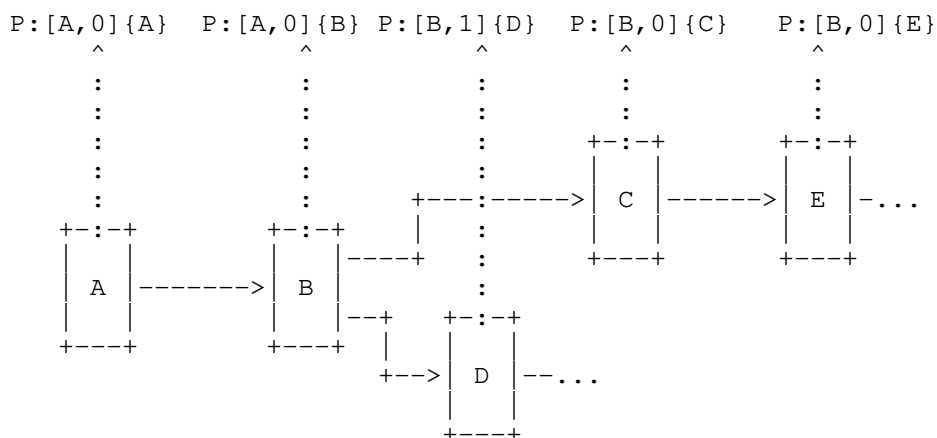 P:[A,0]{A} P:[A,0]{B} P:[B,1]{D} P:[B,0]{C} P:[B,0]{E}
C E ...
A B
D ...